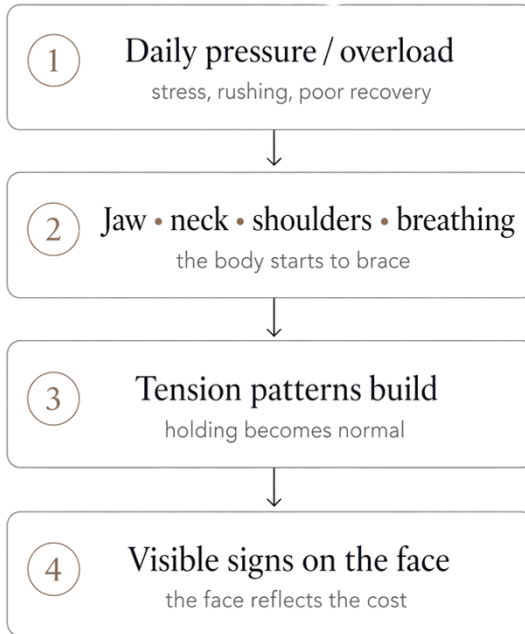 1
Daily pressure / overload
stress, rushing, poor recovery
2
Jaw • neck • shoulders • breathing
the body starts to brace
3
Tension patterns build
holding becomes normal
4
Visible signs on the face
the face reflects the cost